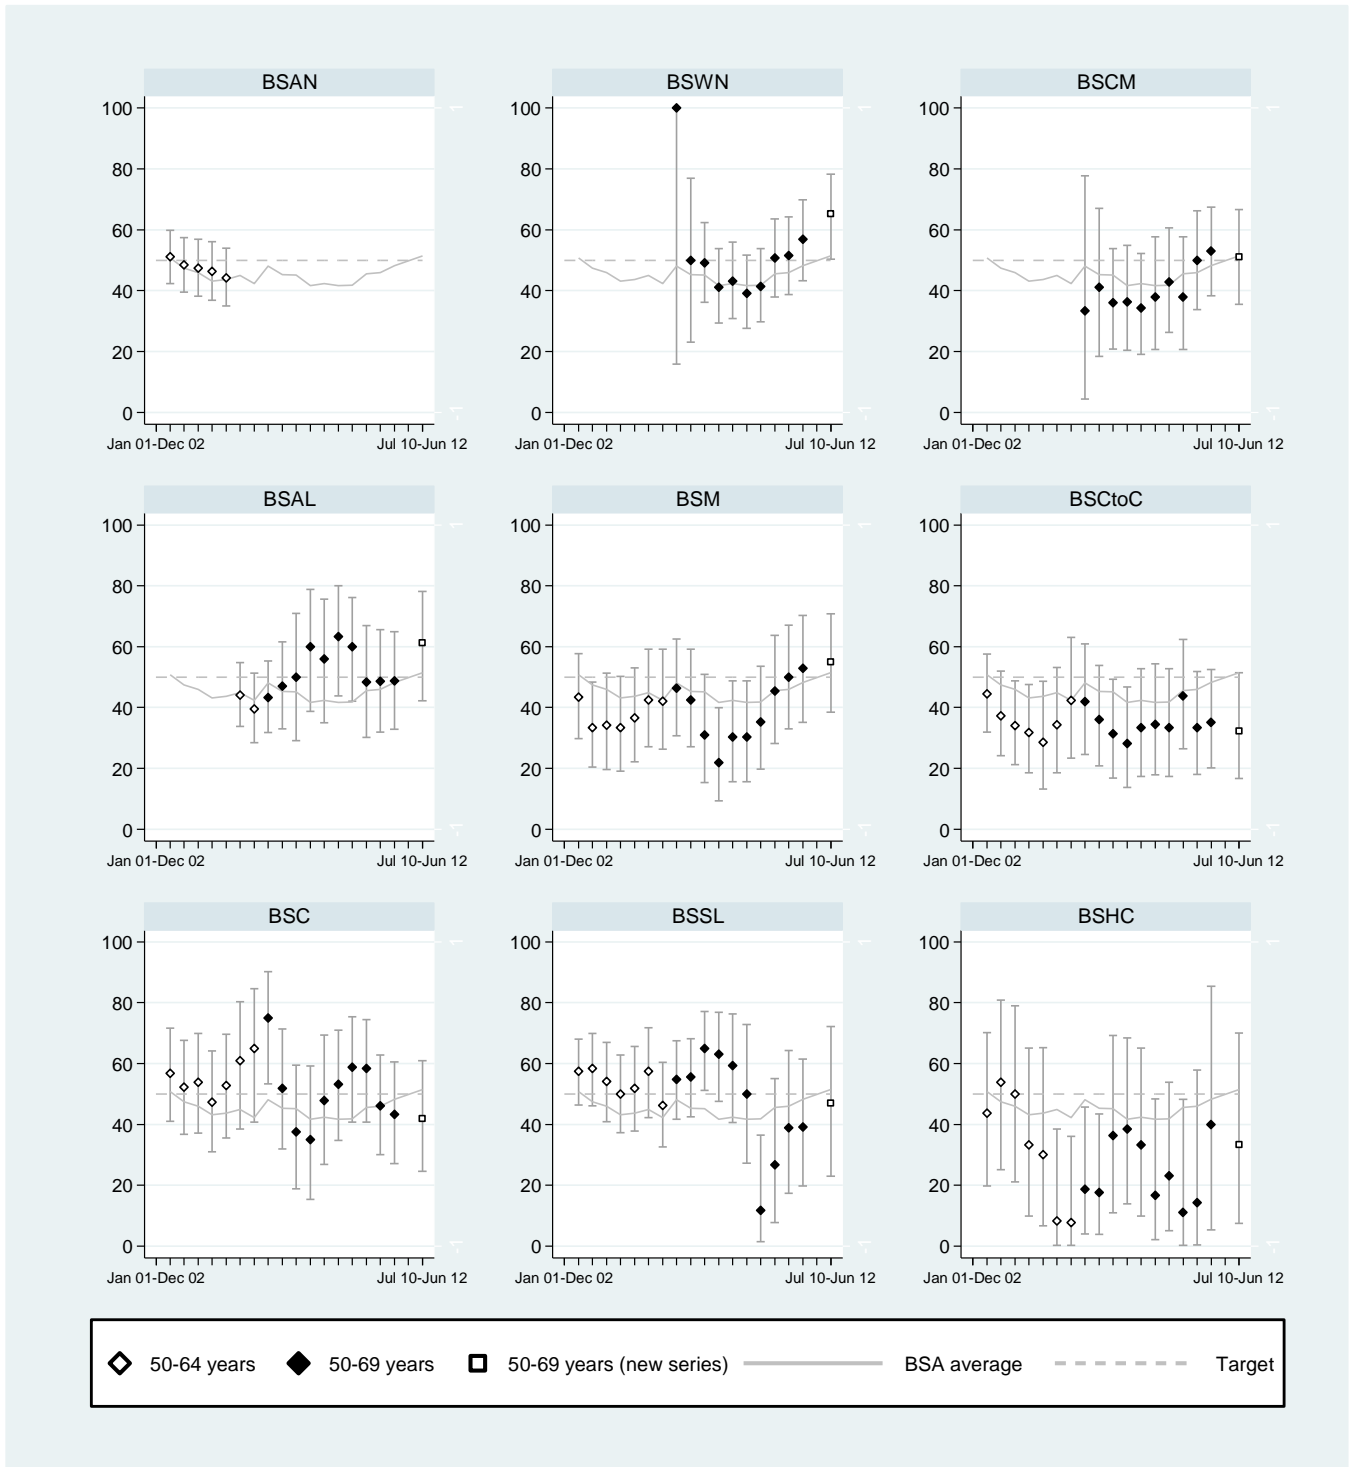 BSAN BSWN BSCM
100 100 100
80 80 80
60 60 60
40 40 40
20 20 20
0 0 0
Jan 01-Dec 02 Jul 10-Jun 12 Jan 01-Dec 02 Jul 10-Jun 12 Jan 01-Dec 02 Jul 10-Jun 12
BSAL BSM BSCtoC
100 100 100
80 80 80
60 60 60
40 40 40
20 20 20
0 0 0
Jan 01-Dec 02 Jul 10-Jun 12 Jan 01-Dec 02 Jul 10-Jun 12 Jan 01-Dec 02 Jul 10-Jun 12
BSC BSSL BSHC
100 100 100
80 80 80
60 60 60
40 40 40
20 20 20
0 0 0
Jan 01-Dec 02 Jul 10-Jun 12 Jan 01-Dec 02 Jul 10-Jun 12 Jan 01-Dec 02 Jul 10-Jun 12
50-64 years 50-69 years 50-69 years (new series) BSA average Target